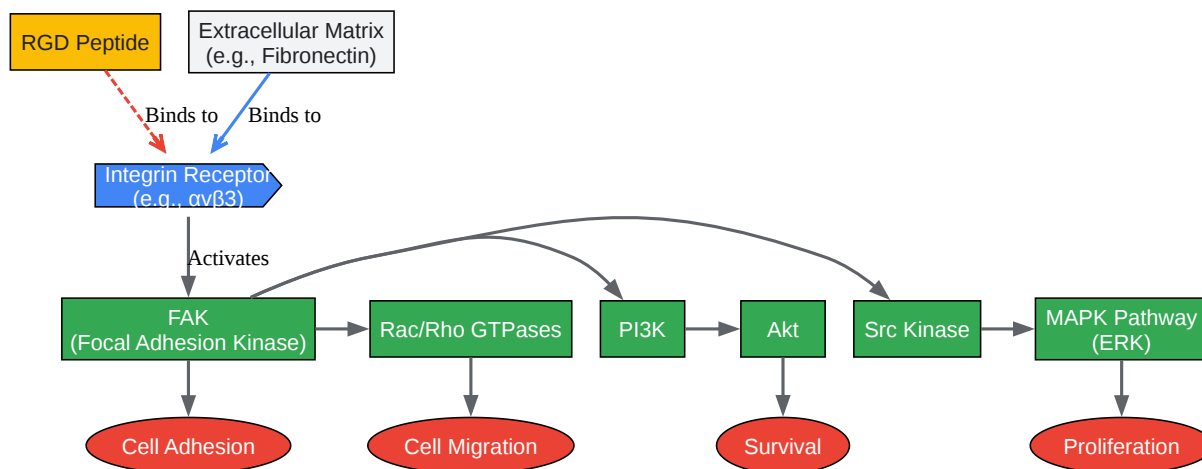 RGD Peptide
Extracellular Matrix
(e.g., Fibronectin)
Binds to
Binds to
Integrin Receptor
(e.g., αvβ3)
Activates
FAK
(Focal Adhesion Kinase)
Rac/Rho GTPases
PI3K
Akt
Src Kinase
MAPK Pathway
(ERK)
Cell Adhesion
Cell Migration
Survival
Proliferation